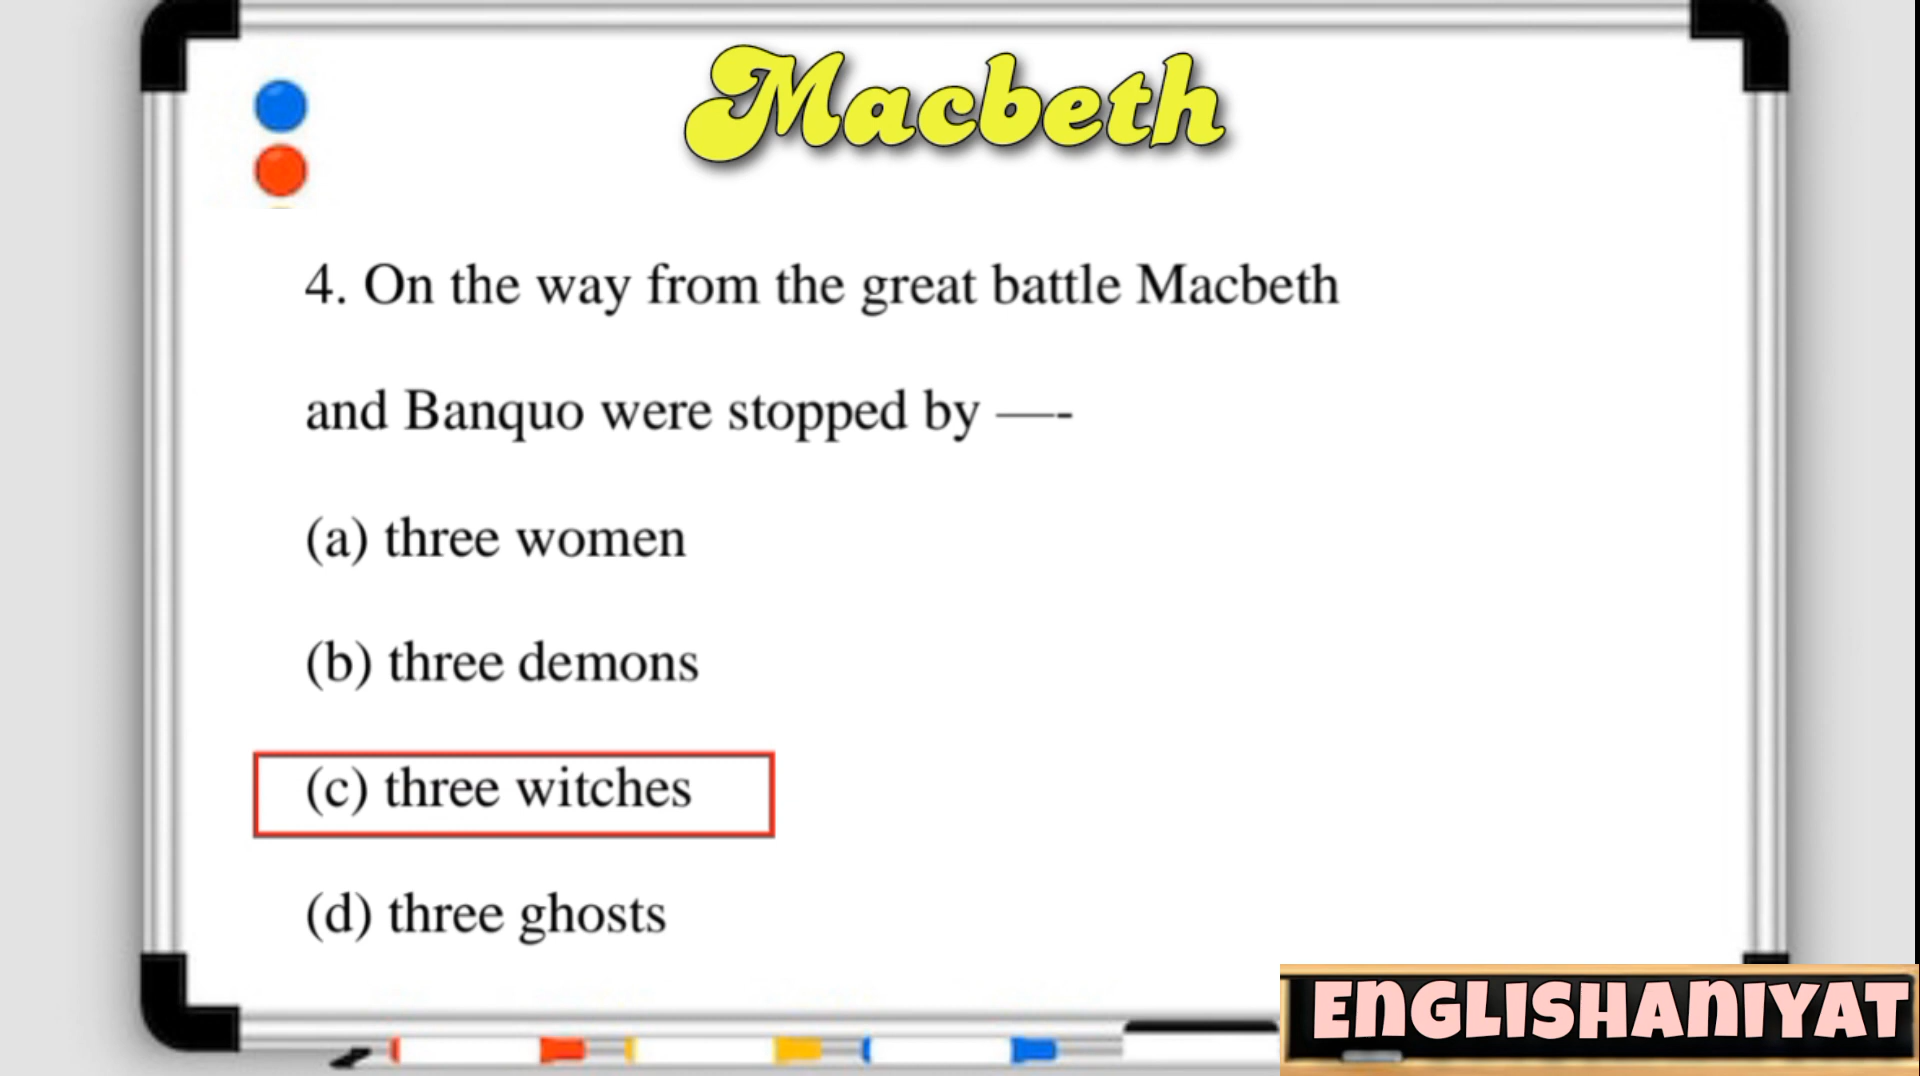 Macbeth
4. On the way from the great battle Macbeth
and Banquo were stopped by —-
(a) three women
(b) three demons
(c) three witches
(d) three ghosts
ENGLISHANIYAT